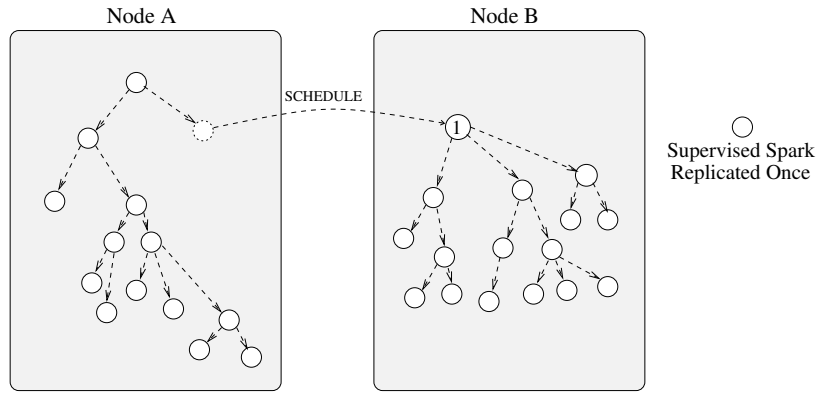 Node A
Node B
SCHEDULE
1
Supervised Spark
Replicated Once